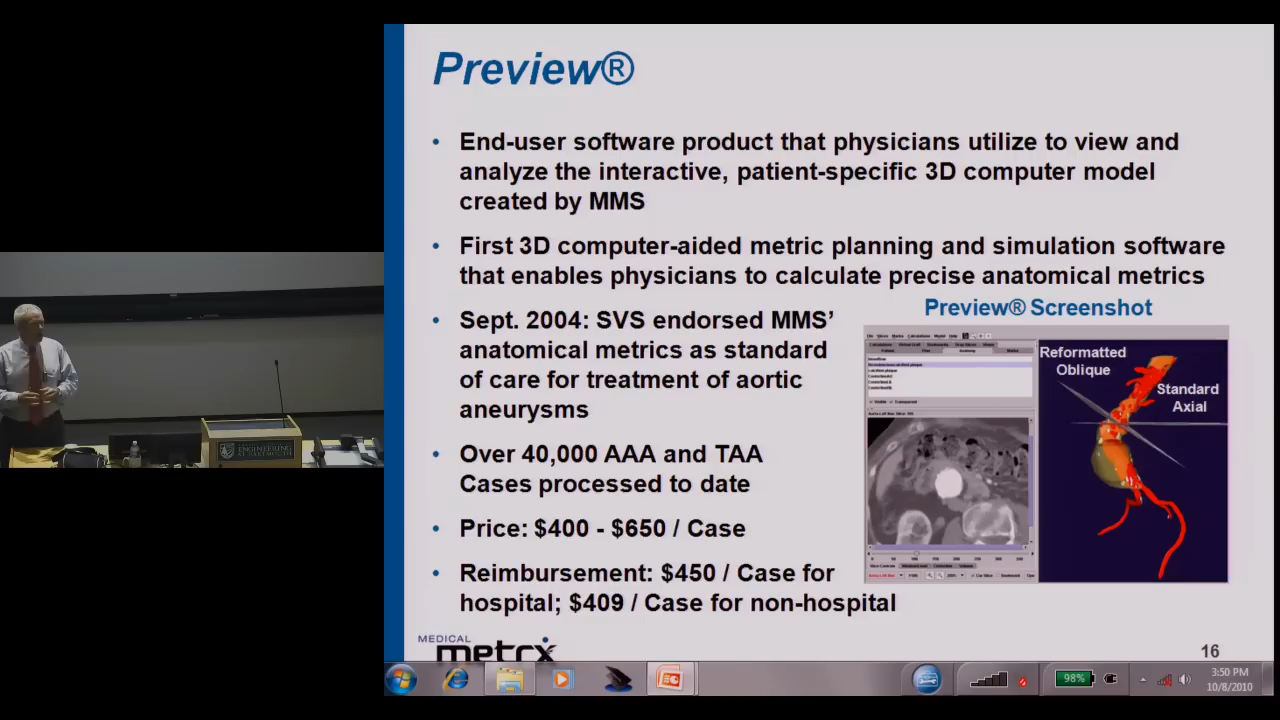 Preview®
• End-user software product that physicians utilize to view and
analyze the interactive, patient-specific 3D computer model
created by MMS
• First 3D computer-aided metric planning and simulation software
that enables physicians to calculate precise anatomical metrics
• Sept. 2004: SVS endorsed MMS’
anatomical metrics as standard
of care for treatment of aortic
aneurysms
• Over 40,000 AAA and TAA
Cases processed to date
• Price: $400 - $650 / Case
• Reimbursement: $450 / Case for
hospital; $409 / Case for non-hospital
Preview® Screenshot
Reformatted
Oblique
Standard
Axial
ENGINEERING
AT DARTMOUTH
MEDICAL
metrx
16
98%
3:50 PM
10/8/2010